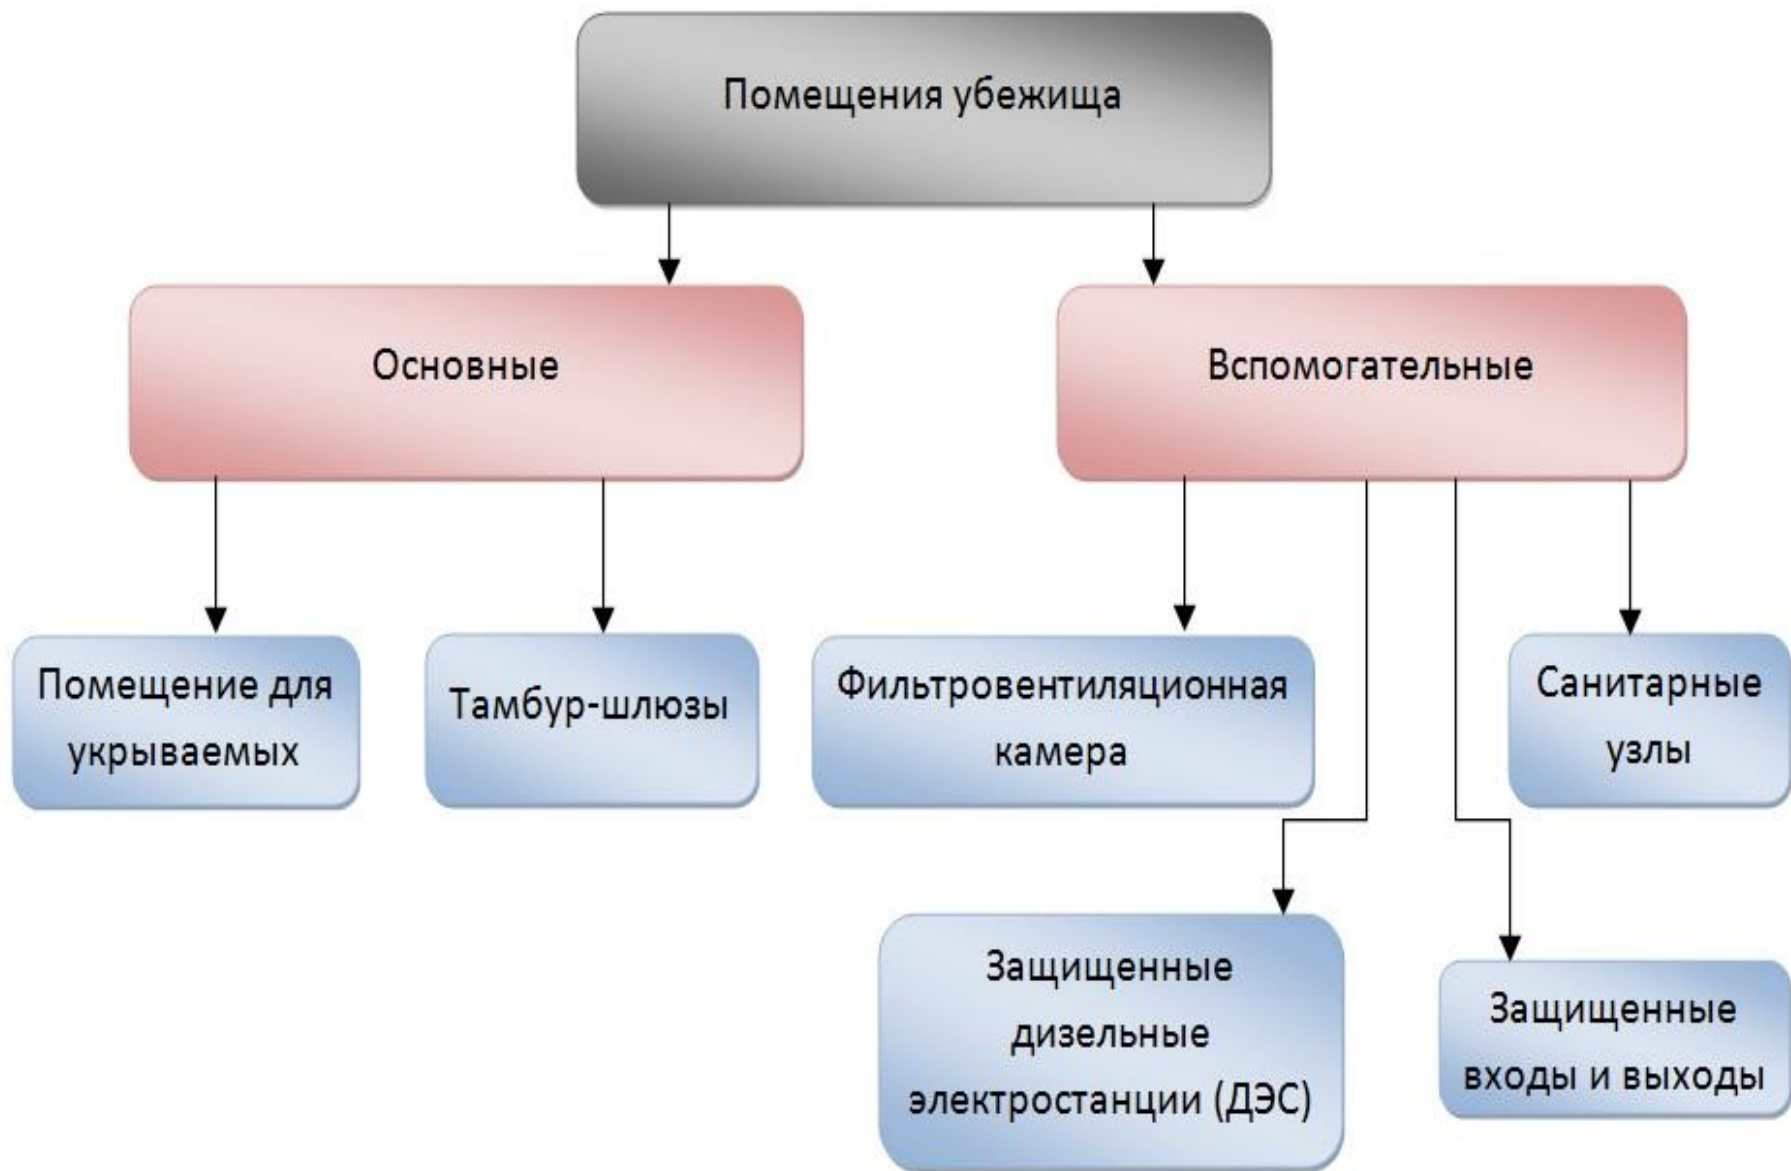 Помещения убежища
Основные
Вспомогательные
Помещение для
укрываемых
Тамбур-шлюзы
Фильтровентиляционная
камера
Санитарные
узлы
Защищенные
дизельные
электростанции (ДЭС)
Защищенные
входы и выходы